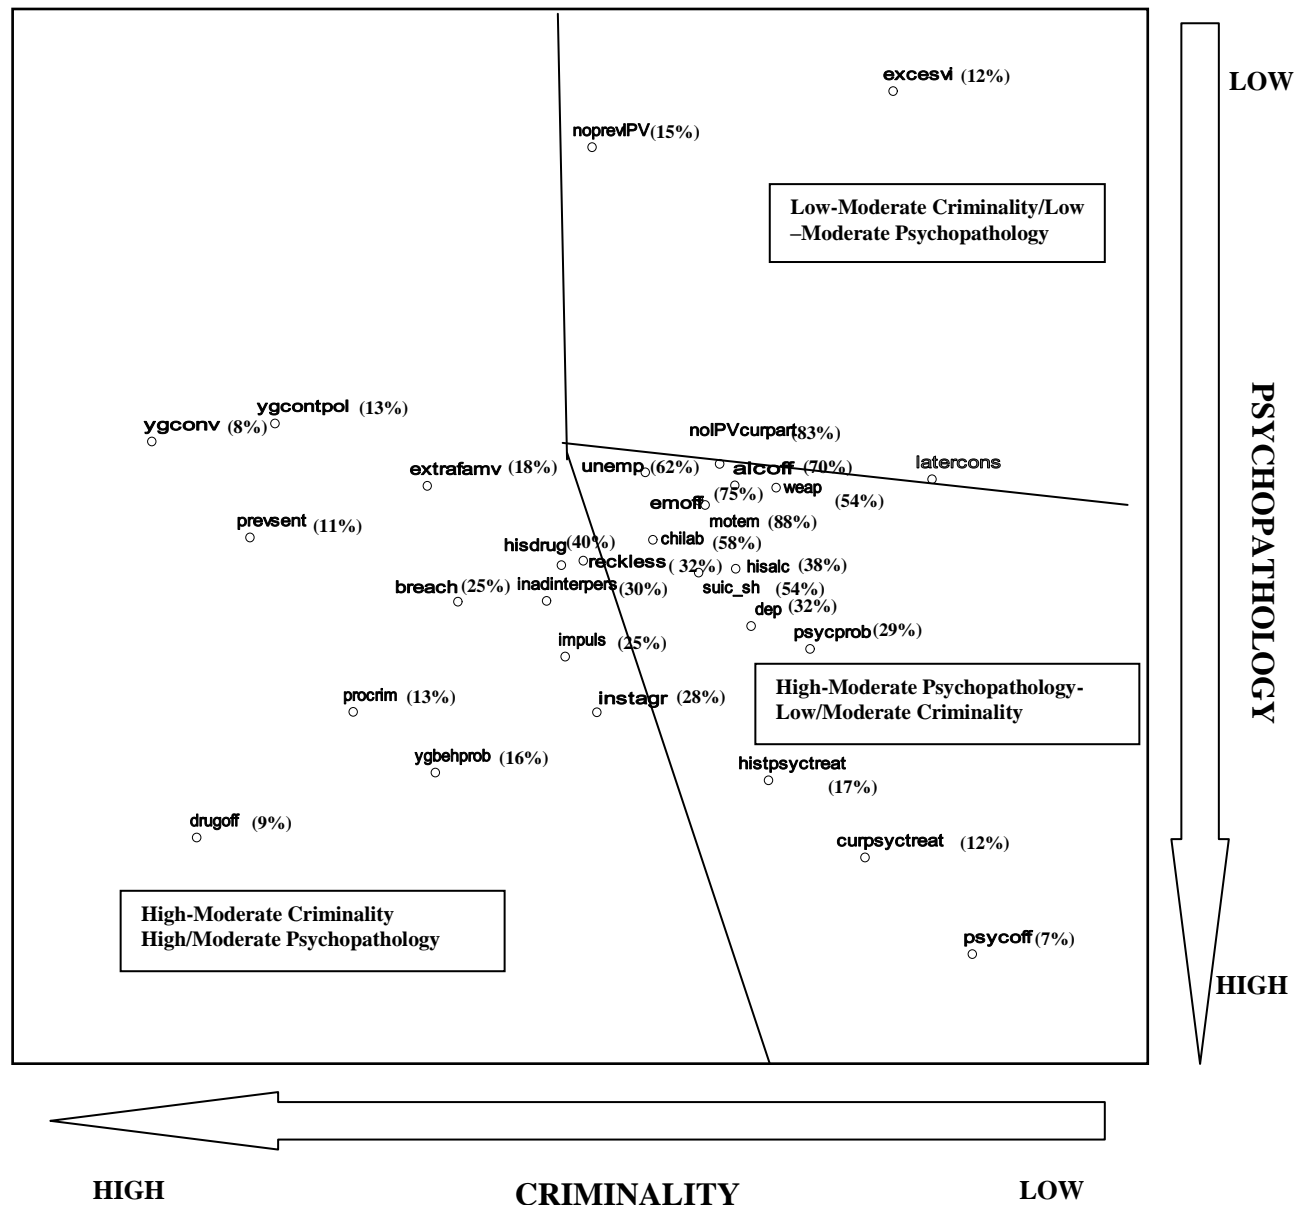 excesvi (12%)
LOW
noprevIPV (15%)
Low-Moderate Criminality/Low
–Moderate Psychopathology
ygcontpol (13%)
ygconv (8%)
noIPVcurpart (83%)
extrafamv (18%)
unemp (62%)
alcoff (70%)
latercons
weap (54%)
emoff (75%)
prevsent (11%)
motem (88%)
chilab (58%)
hisdrug (40%)
reckless ( 32%)
hisalc (38%)
breach (25%)
inadinterpers (30%)
suic_sh (54%)
dep (32%)
psycprob (29%)
impuls (25%)
High-Moderate Psychopathology-
Low/Moderate Criminality
procrim (13%)
instagr (28%)
ygbehprob (16%)
histpsyctreat
(17%)
drugoff (9%)
curpsyctreat (12%)
High-Moderate Criminality
High/Moderate Psychopathology
psycoff (7%)
PSYCHOPATHOLOGY
HIGH
HIGH
CRIMINALITY
LOW